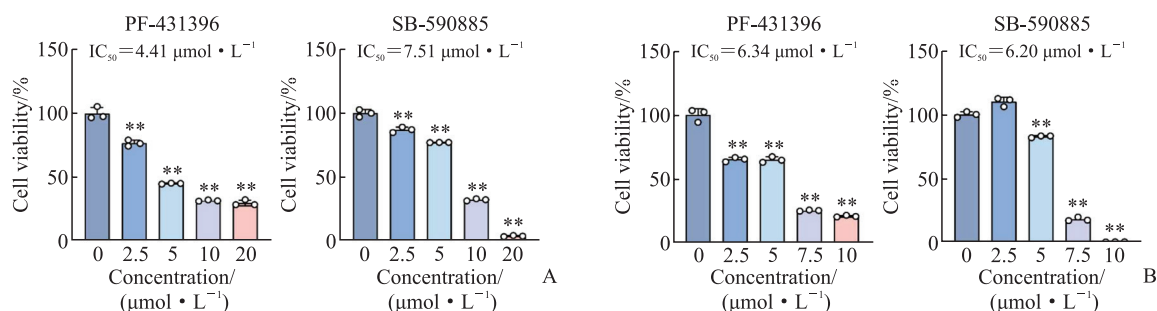 PF-431396
IC₅₀=4.41 μmol · L⁻¹
Cell viability/%
150
100
50
0
**
**
**
**
0 2.5 5 10 20
Concentration/
(μmol · L⁻¹)
SB-590885
IC₅₀=7.51 μmol · L⁻¹
Cell viability/%
150
100
50
0
**
**
**
**
0 2.5 5 10 20
Concentration/
(μmol · L⁻¹)
A
PF-431396
IC₅₀=6.34 μmol · L⁻¹
Cell viability/%
150
100
50
0
**
**
**
**
0 2.5 5 7.5 10
Concentration/
(μmol · L⁻¹)
SB-590885
IC₅₀=6.20 μmol · L⁻¹
Cell viability/%
150
100
50
0
**
**
**
0 2.5 5 7.5 10
Concentration/
(μmol · L⁻¹)
B